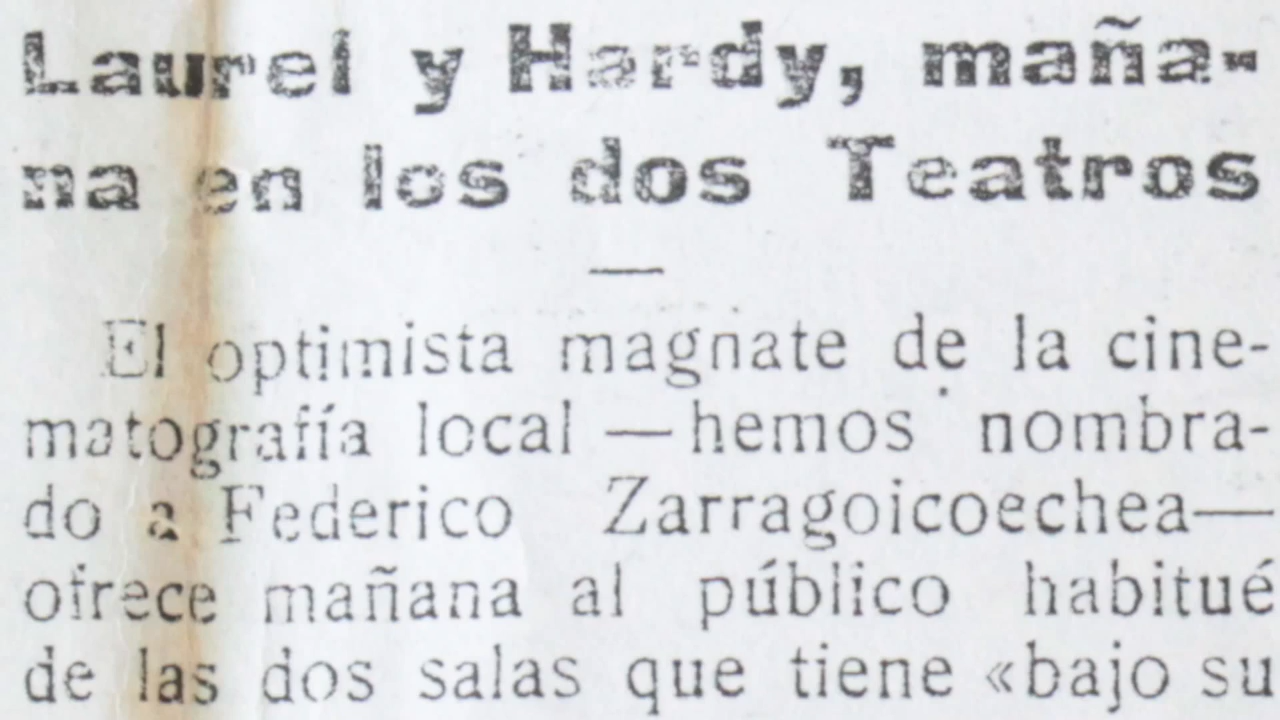 Laurel y Hardy, maña-
na en los dos Teatros
—
El optimista magnate de la cine-
matografía local —hemos nombra-
do a Federico Zarragoicoechea—
ofrece mañana al público habitué
de las dos salas que tiene «bajo su